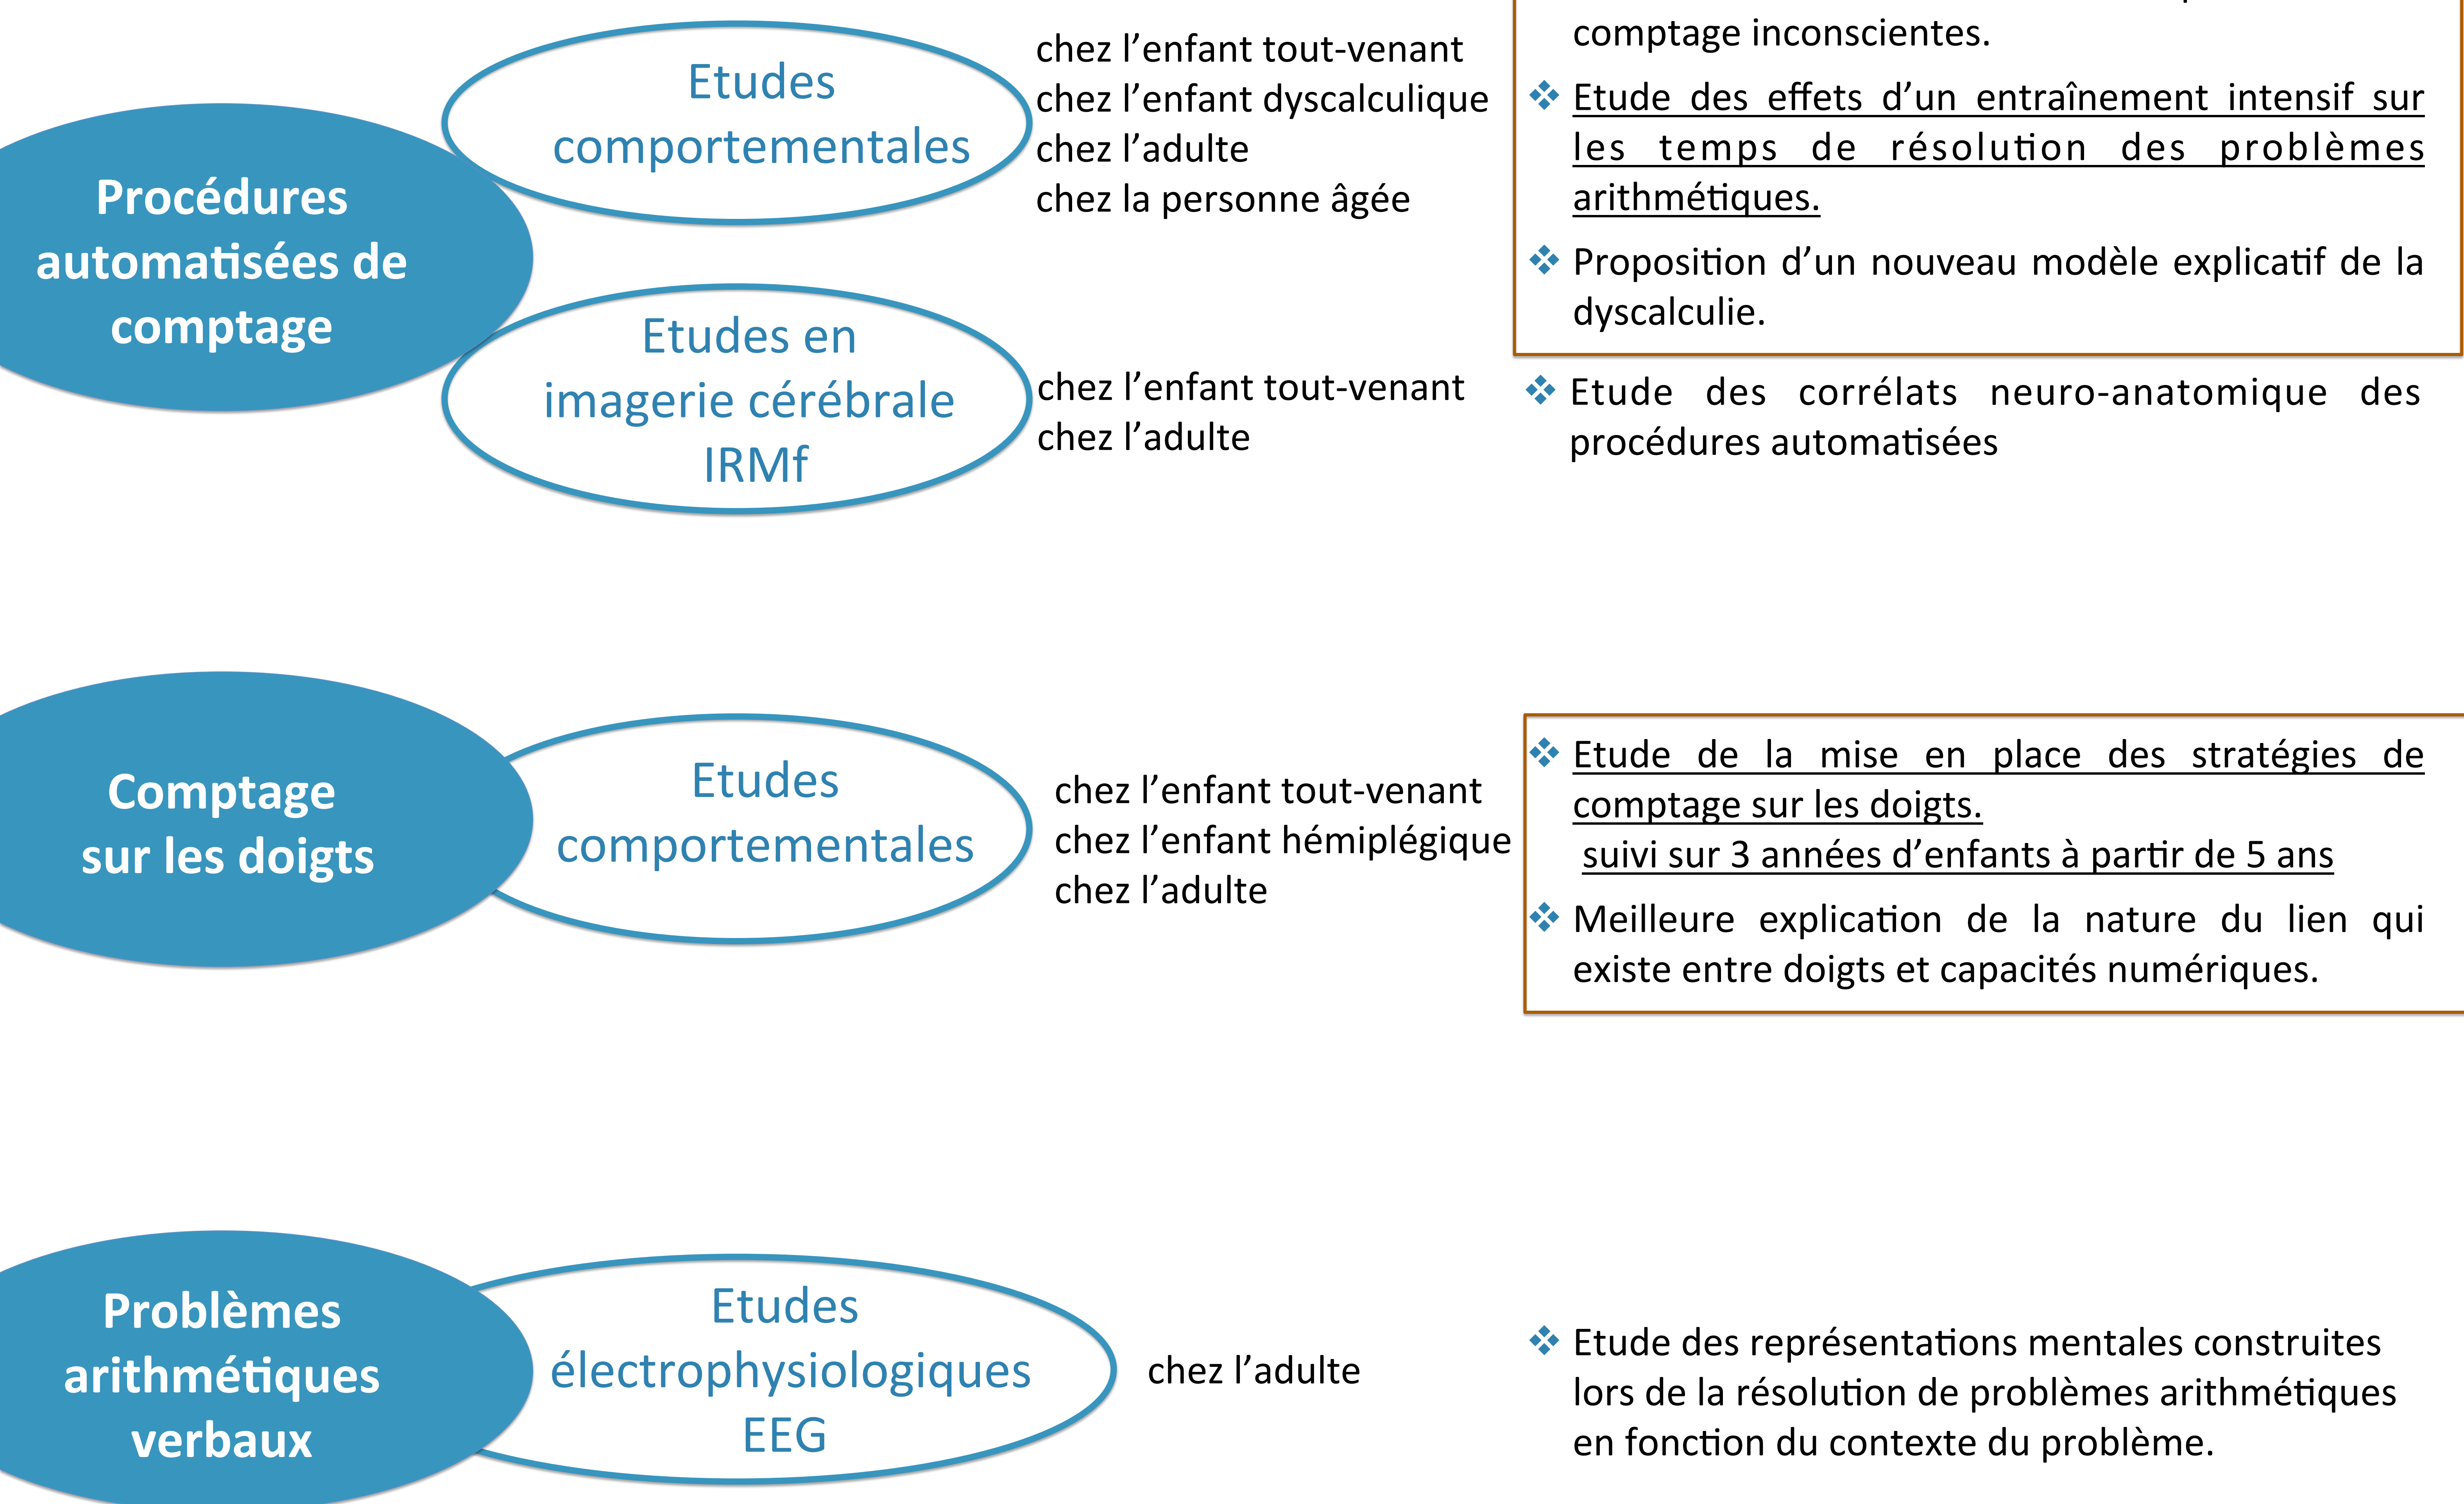 Procédures
automatisées de
comptage
Etudes
comportementales
chez l’enfant tout-venant
chez l’enfant dyscalculique
chez l’adulte
chez la personne âgée
comptage inconscientes.
❖ Etude des effets d’un entraînement intensif sur
les temps de résolution des problèmes
arithmétiques.
❖ Proposition d’un nouveau modèle explicatif de la
dyscalculie.
Etudes en
imagerie cérébrale
IRMf
chez l’enfant tout-venant
chez l’adulte
❖ Etude des corrélats neuro-anatomique des
procédures automatisées
Comptage
sur les doigts
Etudes
comportementales
chez l’enfant tout-venant
chez l’enfant hémiplégique
chez l’adulte
❖ Etude de la mise en place des stratégies de
comptage sur les doigts.
suivi sur 3 années d’enfants à partir de 5 ans
❖ Meilleure explication de la nature du lien qui
existe entre doigts et capacités numériques.
Problèmes
arithmétiques
verbaux
Etudes
électrophysiologiques
EEG
chez l’adulte
❖ Etude des représentations mentales construites
lors de la résolution de problèmes arithmétiques
en fonction du contexte du problème.